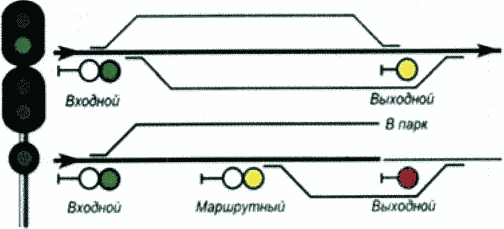 Входной
Выходной
В парк
Входной
Маршрутный
Выходной